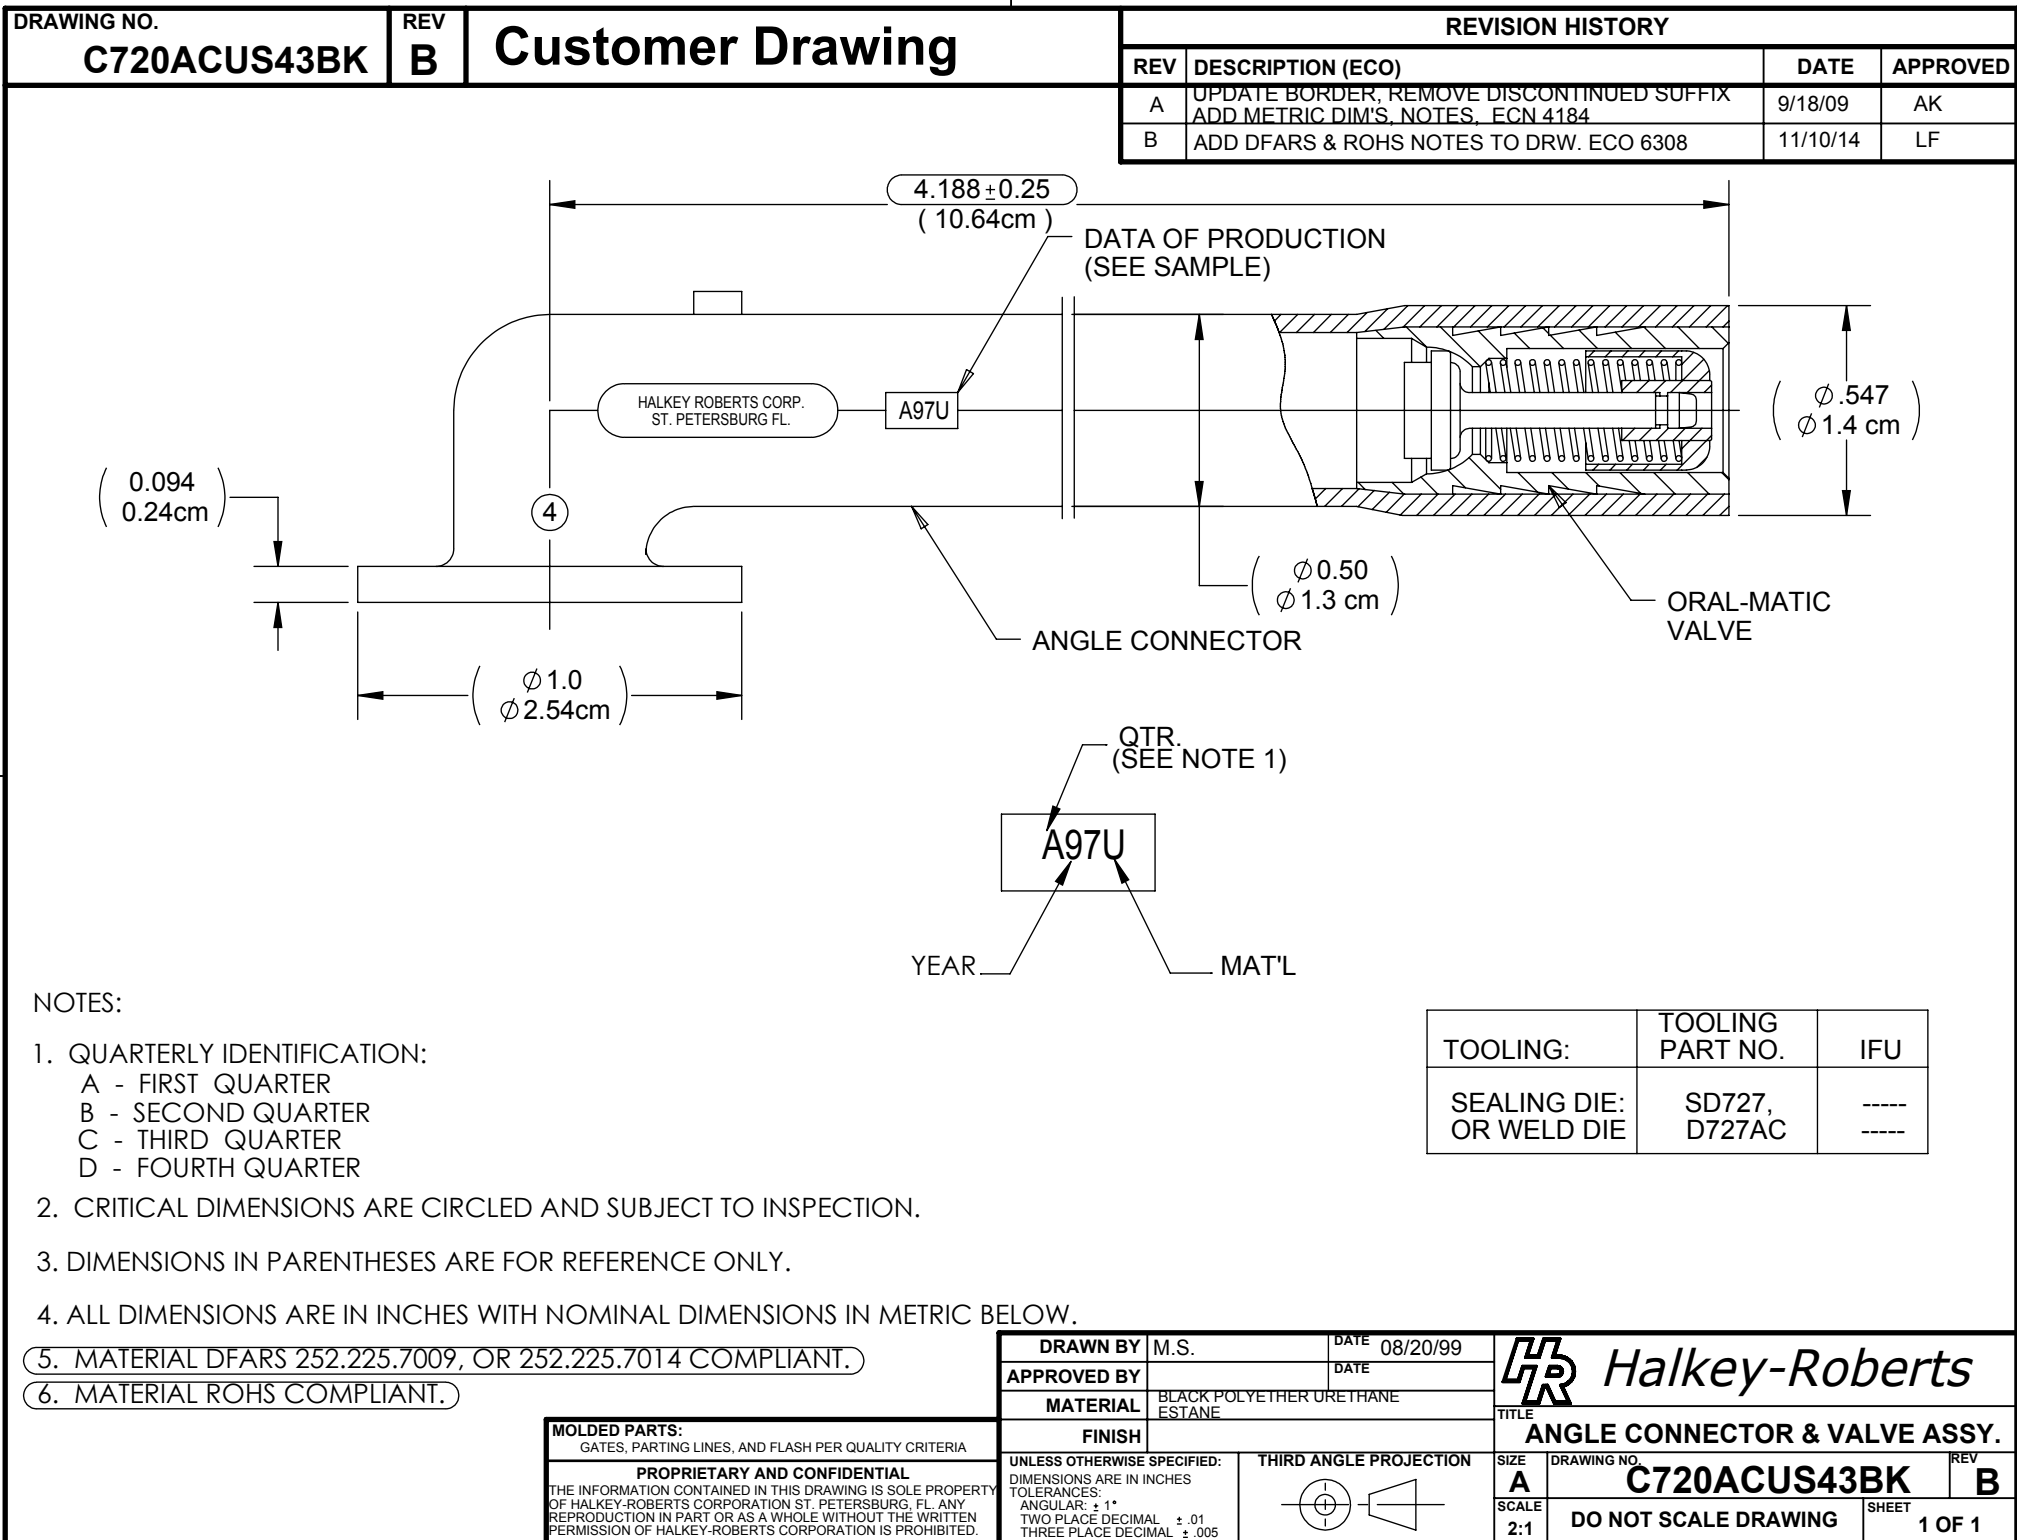 DRAWING NO.
C720ACUS43BK
REV
B
Customer Drawing
REVISION HISTORY
REV DESCRIPTION (ECO) DATE APPROVED
A UPDATE BORDER, REMOVE DISCONTINUED SUFFIX
ADD METRIC DIM'S, NOTES, ECN 4184 9/18/09 AK
B ADD DFARS & ROHS NOTES TO DRW. ECO 6308 11/10/14 LF
4.188±0.25
( 10.64cm )
DATA OF PRODUCTION
(SEE SAMPLE)
HALKEY ROBERTS CORP.
ST. PETERSBURG FL.
A97U
∅.547
∅1.4 cm
0.094
0.24cm
4
∅0.50
∅1.3 cm
ORAL-MATIC
VALVE
ANGLE CONNECTOR
∅1.0
∅2.54cm
QTR.
(SEE NOTE 1)
A97U
YEAR
MAT'L
NOTES:
1. QUARTERLY IDENTIFICATION:
A - FIRST QUARTER
B - SECOND QUARTER
C - THIRD QUARTER
D - FOURTH QUARTER
2. CRITICAL DIMENSIONS ARE CIRCLED AND SUBJECT TO INSPECTION.
3. DIMENSIONS IN PARENTHESES ARE FOR REFERENCE ONLY.
4. ALL DIMENSIONS ARE IN INCHES WITH NOMINAL DIMENSIONS IN METRIC BELOW.
5. MATERIAL DFARS 252.225.7009, OR 252.225.7014 COMPLIANT.
6. MATERIAL ROHS COMPLIANT.
TOOLING: TOOLING
PART NO. IFU
SEALING DIE: SD727, -----
OR WELD DIE D727AC -----
MOLDED PARTS:
GATES, PARTING LINES, AND FLASH PER QUALITY CRITERIA
PROPRIETARY AND CONFIDENTIAL
THE INFORMATION CONTAINED IN THIS DRAWING IS SOLE PROPERTY
OF HALKEY-ROBERTS CORPORATION ST. PETERSBURG, FL. ANY
REPRODUCTION IN PART OR AS A WHOLE WITHOUT THE WRITTEN
PERMISSION OF HALKEY-ROBERTS CORPORATION IS PROHIBITED.
DRAWN BY M.S. DATE 08/20/99
APPROVED BY DATE
MATERIAL BLACK POLYETHER URETHANE
ESTANE
FINISH
UNLESS OTHERWISE SPECIFIED:
DIMENSIONS ARE IN INCHES
TOLERANCES:
ANGULAR: ± 1°
TWO PLACE DECIMAL ± .01
THREE PLACE DECIMAL ± .005
THIRD ANGLE PROJECTION
HR Halkey-Roberts
TITLE
ANGLE CONNECTOR & VALVE ASSY.
SIZE
A
DRAWING NO.
C720ACUS43BK
REV
B
SCALE
2:1
DO NOT SCALE DRAWING
SHEET
1 OF 1